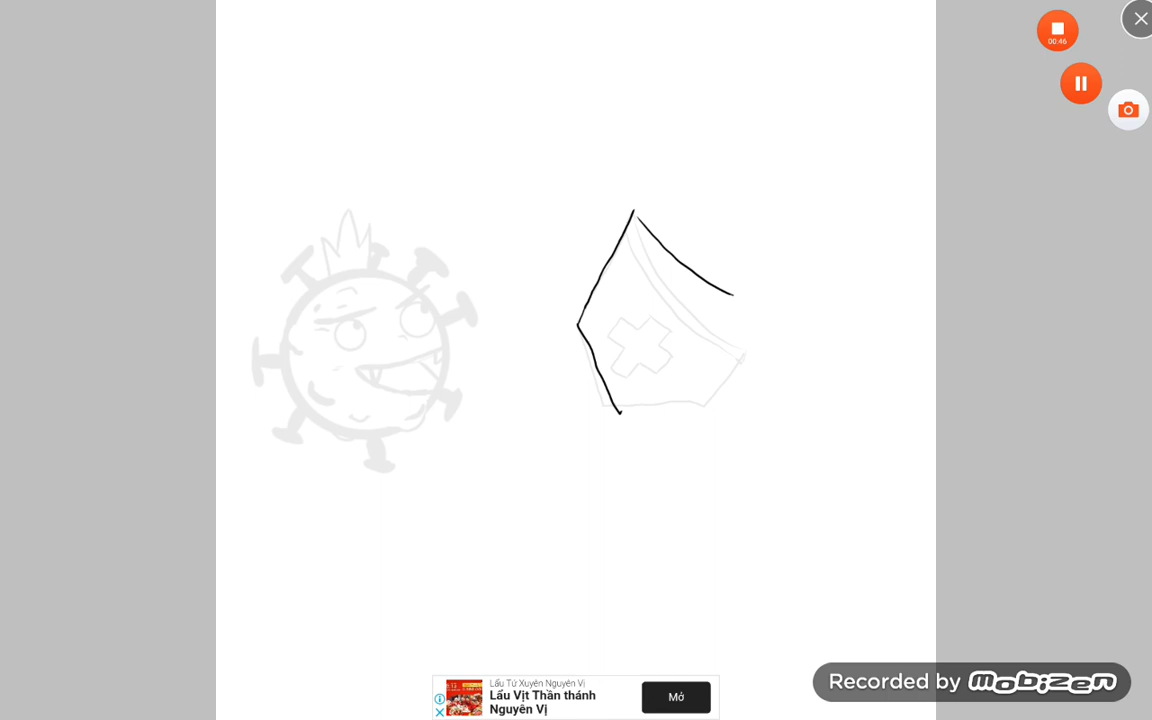 00:46
Lẩu Tứ Xuyên Nguyên Vị
Lẩu Vịt Thần thánh
Nguyên Vị
Mở
Recorded by mobizen